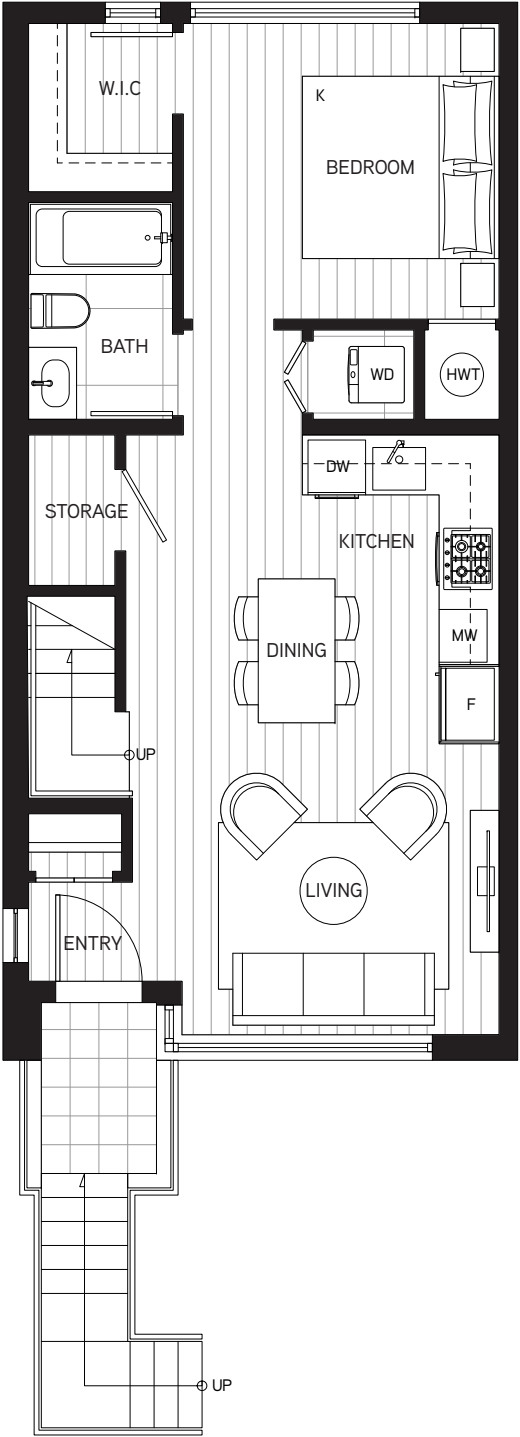 W.I.C
K
BEDROOM
BATH
WD
HWT
DW
STORAGE
KITCHEN
MW
DINING
F
UP
LIVING
ENTRY
UP